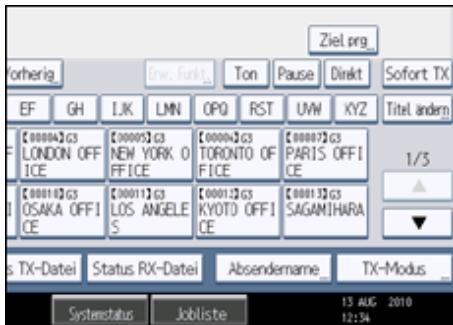 Ziel prg.
Vorherig. Erw. Funkt. Ton Pause Direkt Sofort TX
EF GH IJK LMN OPQ RST UVW XYZ Titel ändern
F [00004]G3 [00005]G3 [00006]G3 [00007]G3
LONDON OFF NEW YORK O TORONTO OF PARIS OFFI 1/3
ICE FFICE FICE CE
I [00010]G3 [00011]G3 [00012]G3 [00013]G3
OSAKA OFFI LOS ANGELE KYOTO OFFI SAGAMIHARA
CE S CE
s TX-Datei Status RX-Datei Absendername TX-Modus
Systemstatus Jobliste 13 AUG 2010
12:34